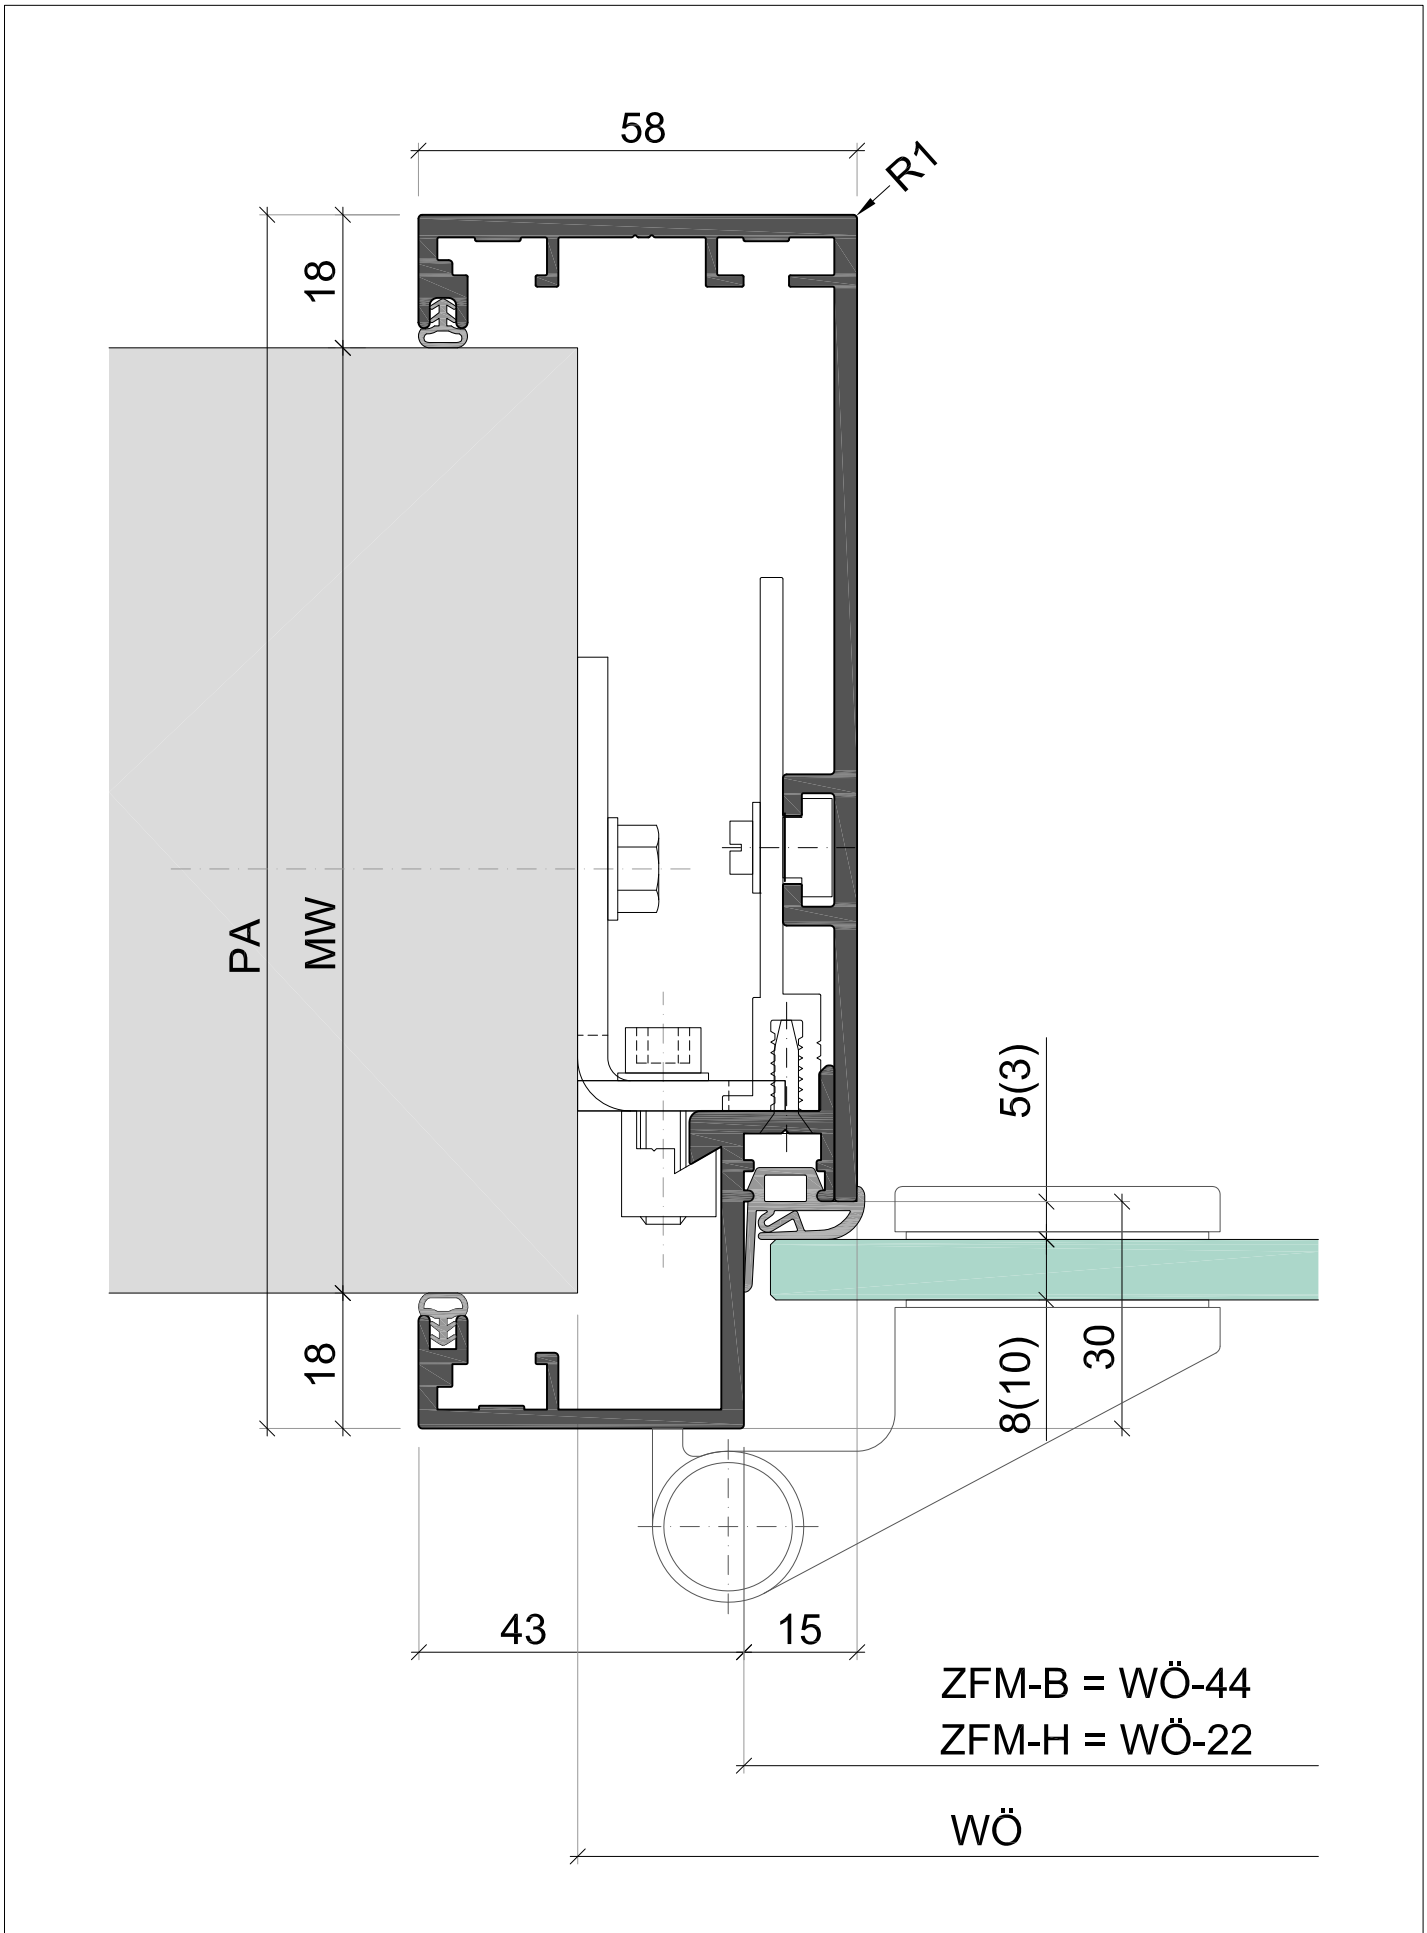 58
R1
18
PA
MW
5(3)
18
8(10)
30
43
15
ZFM-B = WÖ-44
ZFM-H = WÖ-22
WÖ